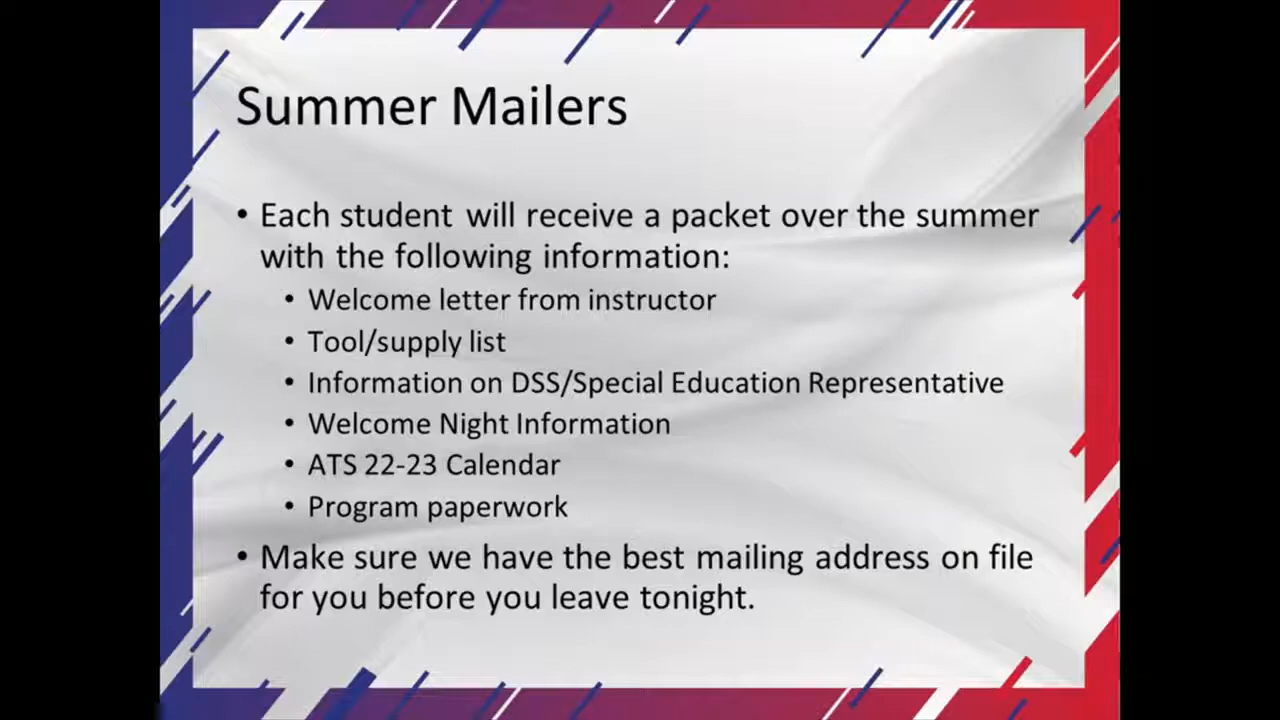 Summer Mailers
• Each student will receive a packet over the summer
with the following information:
• Welcome letter from instructor
• Tool/supply list
• Information on DSS/Special Education Representative
• Welcome Night Information
• ATS 22-23 Calendar
• Program paperwork
• Make sure we have the best mailing address on file
for you before you leave tonight.